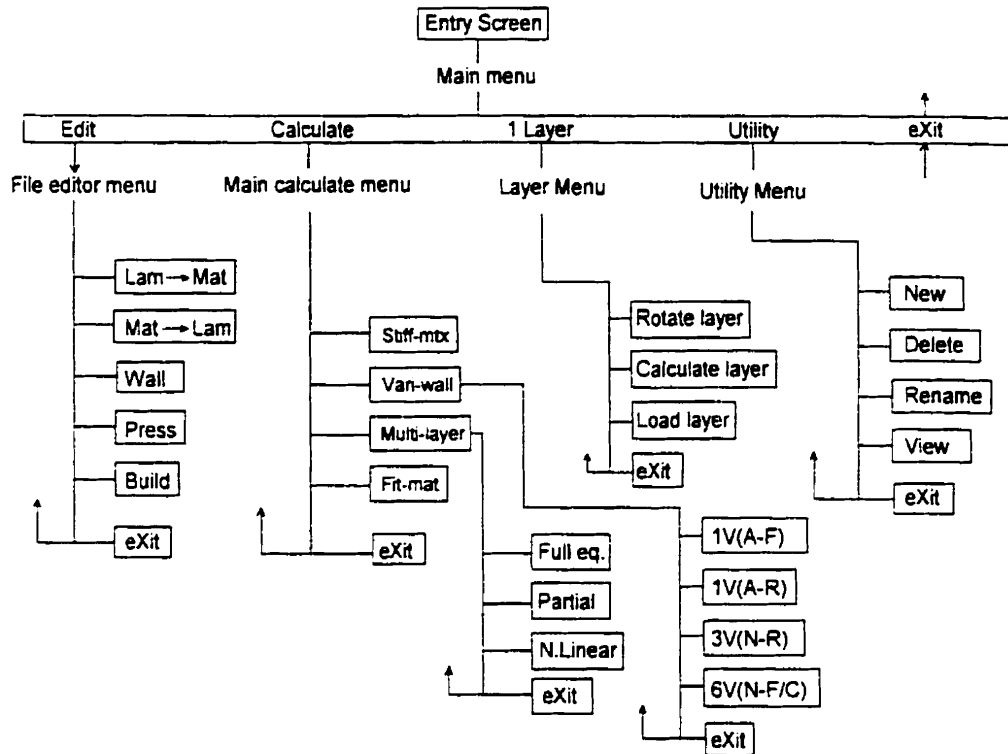 Entry Screen
Main menu
Edit
Calculate
1 Layer
Utility
eXit
File editor menu
Lam → Mat
Mat → Lam
Wall
Press
Build
eXit
Main calculate menu
Stiff-mtx
Van-wall
Multi-layer
Fit-mat
eXit
Full eq.
Partial
N.Linear
eXit
1V(A-F)
1V(A-R)
3V(N-R)
6V(N-F/C)
eXit
Layer Menu
Rotate layer
Calculate layer
Load layer
eXit
Utility Menu
New
Delete
Rename
View
eXit